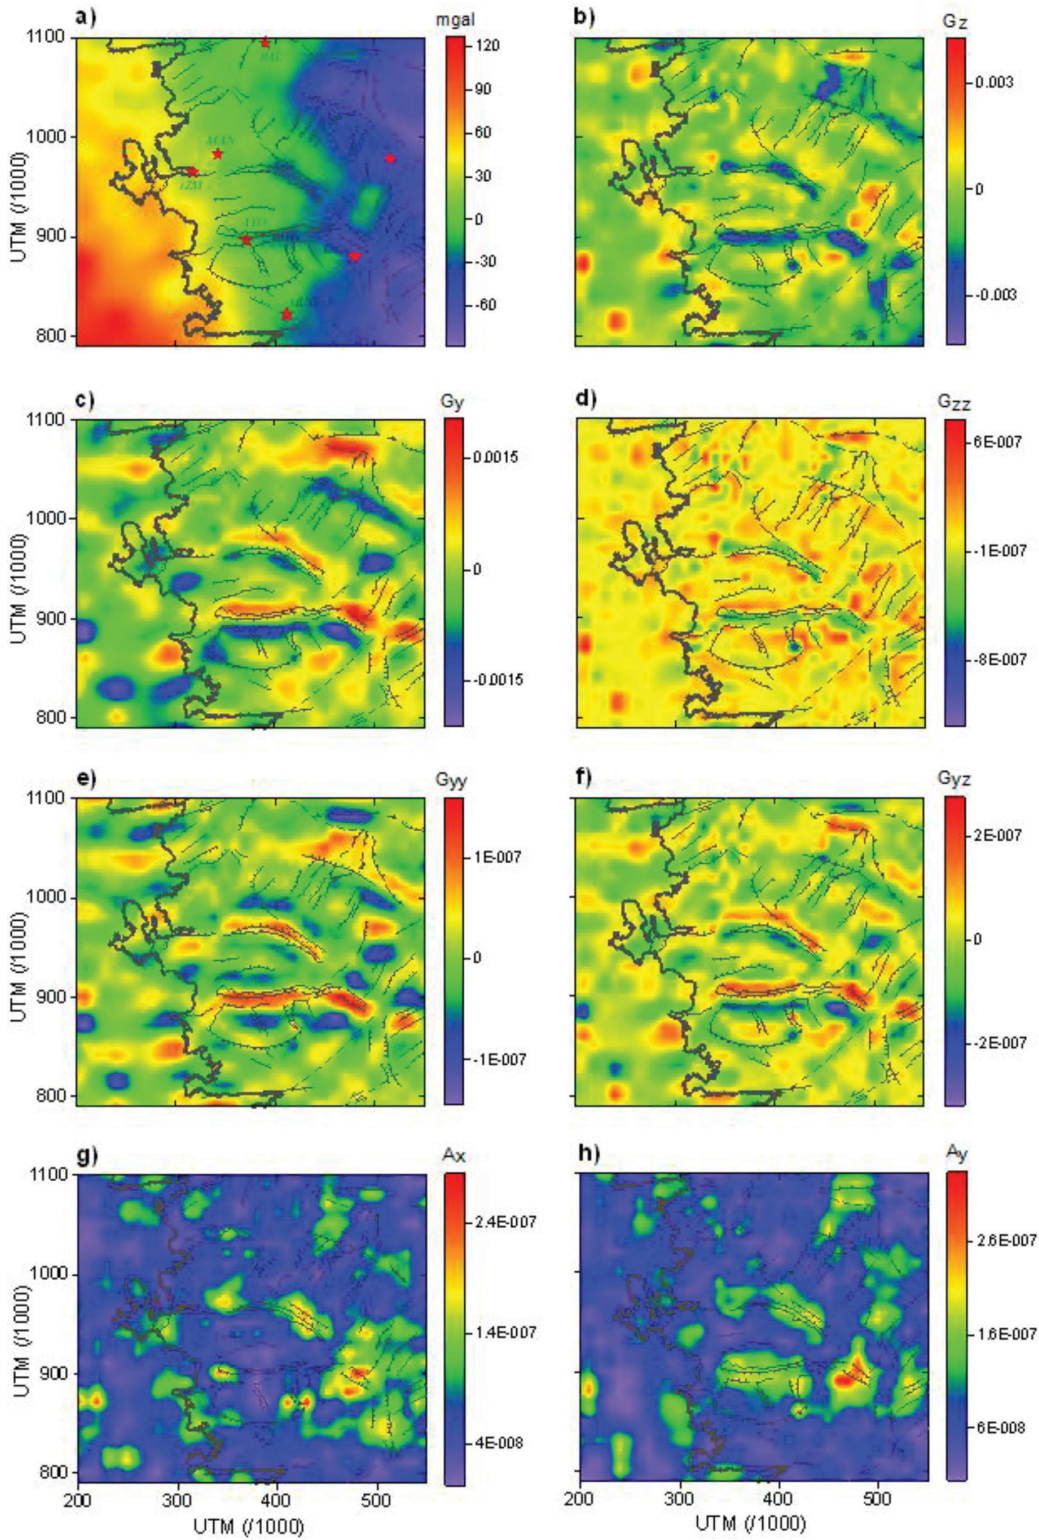 a)
mgal
1100
1000
900
800
UTM (/1000)
120
90
60
30
0
-30
-60
b)
Gz
0.003
0
-0.003
c)
Gy
1100
1000
900
800
UTM (/1000)
0.0015
0
-0.0015
d)
Gzz
6E-007
-1E-007
-8E-007
e)
Gyy
1100
1000
900
800
UTM (/1000)
1E-007
0
-1E-007
f)
Gyz
2E-007
0
-2E-007
g)
Ax
1100
1000
900
800
UTM (/1000)
2.4E-007
1.4E-007
4E-008
200
300
400
500
UTM (/1000)
h)
Ay
2.6E-007
1.6E-007
6E-008
200
300
400
500
UTM (/1000)